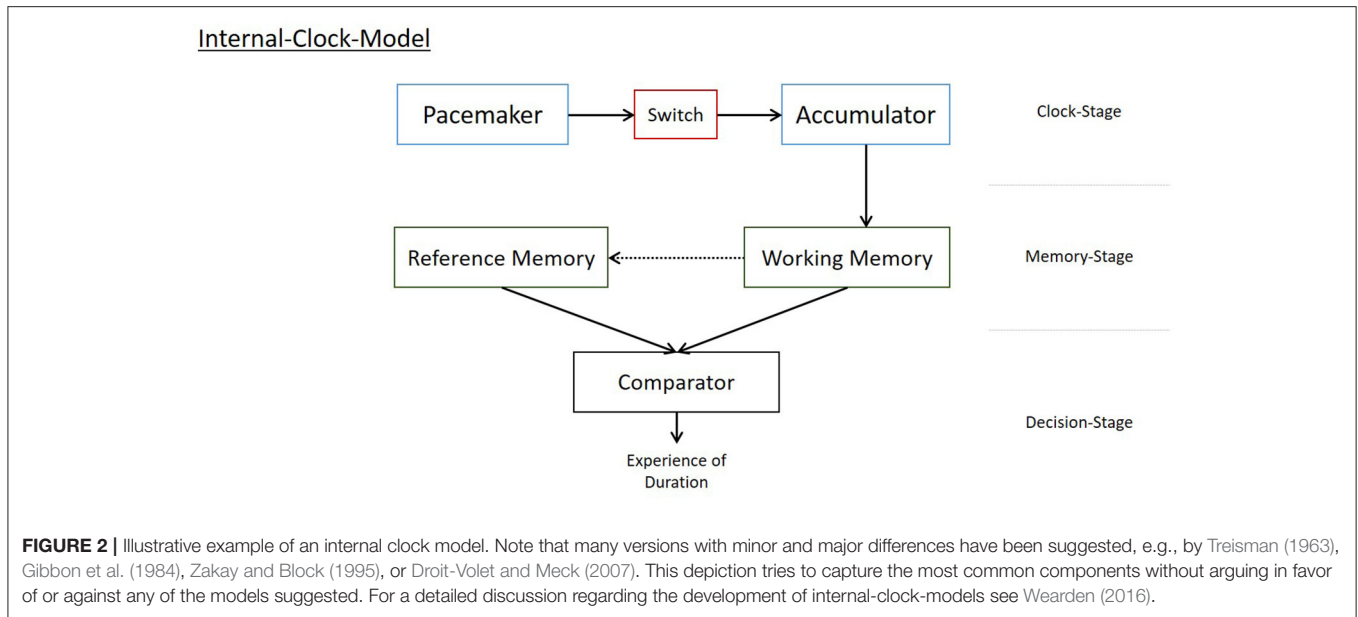 Internal-Clock-Model
Pacemaker
Switch
Accumulator
Clock-Stage
Reference Memory
Working Memory
Memory-Stage
Comparator
Decision-Stage
Experience of
Duration
FIGURE 2 | Illustrative example of an internal clock model. Note that many versions with minor and major differences have been suggested, e.g., by Treisman (1963),
Gibbon et al. (1984), Zakay and Block (1995), or Droit-Volet and Meck (2007). This depiction tries to capture the most common components without arguing in favor
of or against any of the models suggested. For a detailed discussion regarding the development of internal-clock-models see Wearden (2016).